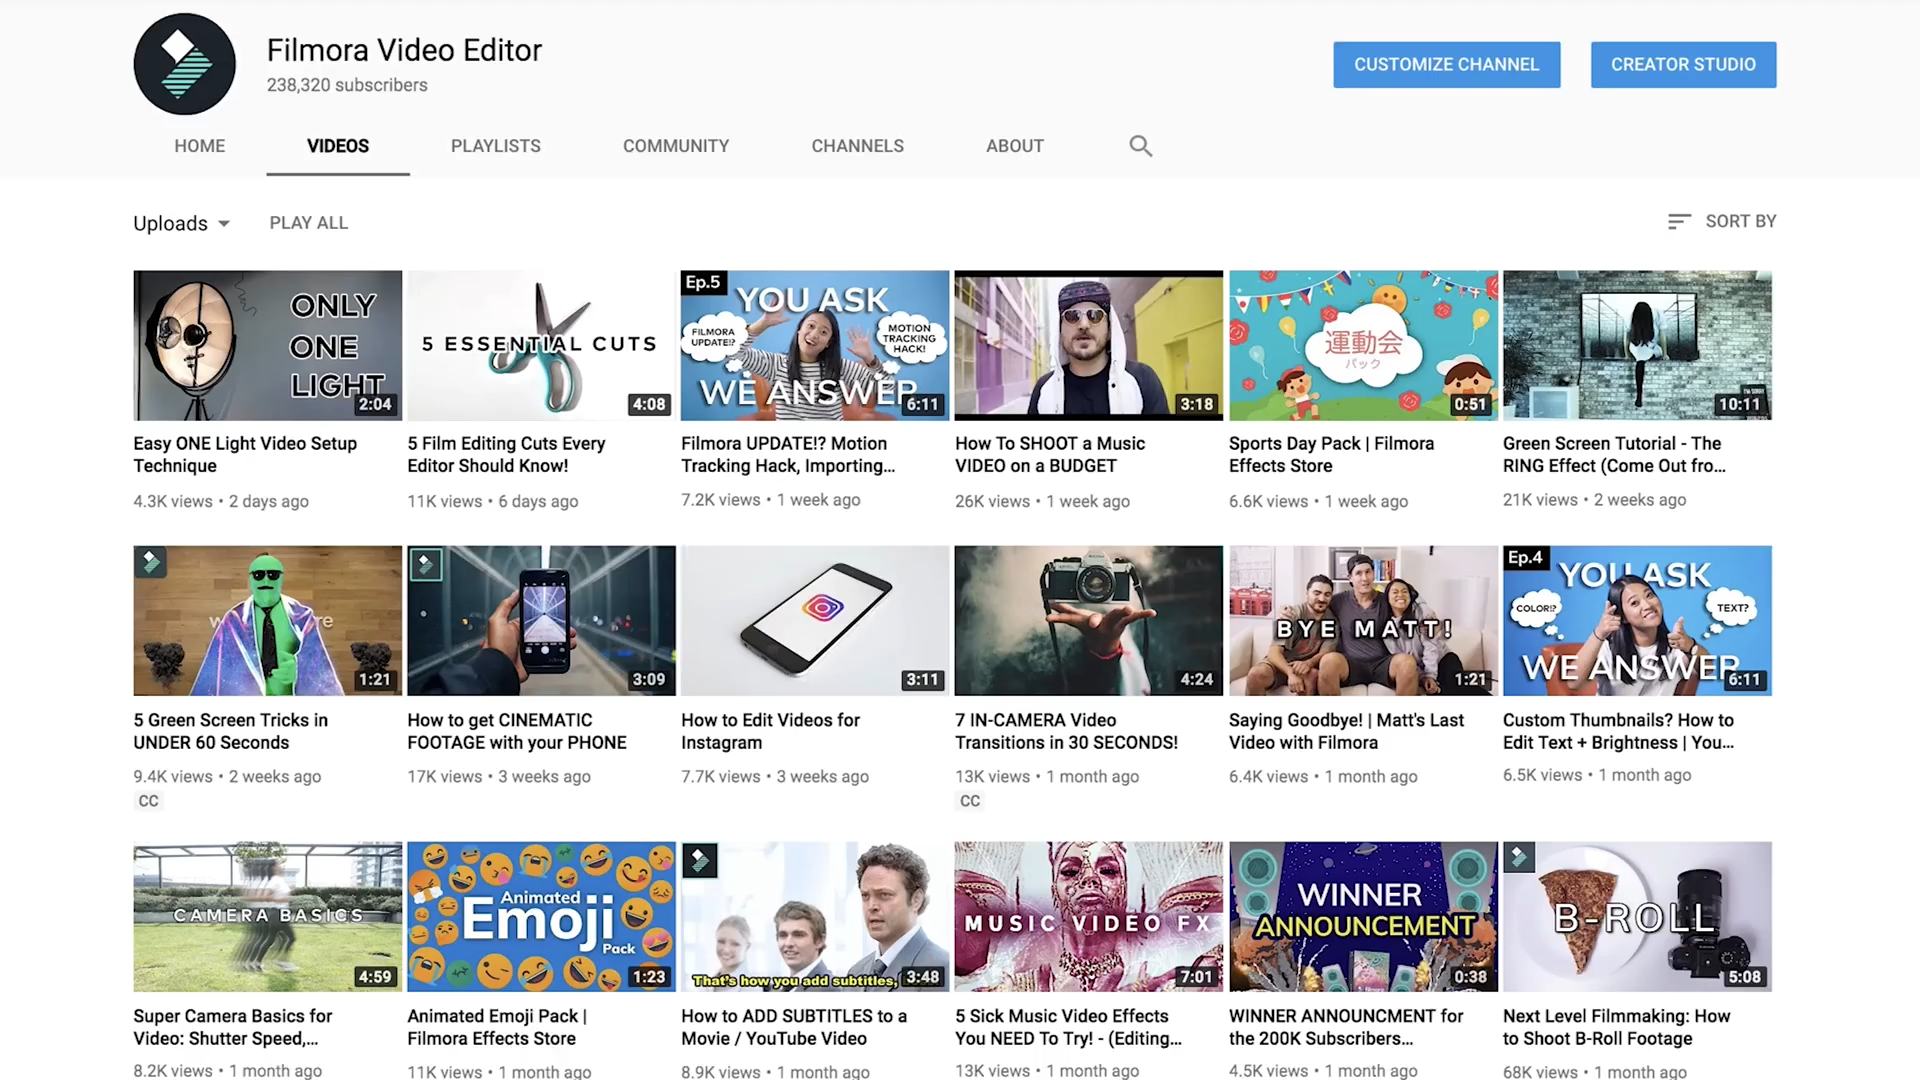 Filmora Video Editor
238,320 subscribers
CUSTOMIZE CHANNEL
CREATOR STUDIO
HOME
VIDEOS
PLAYLISTS
COMMUNITY
CHANNELS
ABOUT
Uploads
PLAY ALL
SORT BY
ONLY
ONE
LIGHT
2:04
Easy ONE Light Video Setup
Technique
4.3K views • 2 days ago
5 ESSENTIAL CUTS
4:08
5 Film Editing Cuts Every
Editor Should Know!
11K views • 6 days ago
Ep.5
YOU ASK
FILMORA
UPDATE!?
MOTION
TRACKING
HACK!
WE ANSWER
6:11
Filmora UPDATE!? Motion
Tracking Hack, Importing...
7.2K views • 1 week ago
3:18
How To SHOOT a Music
VIDEO on a BUDGET
26K views • 1 week ago
運動会
パック
0:51
Sports Day Pack | Filmora
Effects Store
6.6K views • 1 week ago
10:11
Green Screen Tutorial - The
RING Effect (Come Out fro...
21K views • 2 weeks ago
1:21
5 Green Screen Tricks in
UNDER 60 Seconds
9.4K views • 2 weeks ago
CC
3:09
How to get CINEMATIC
FOOTAGE with your PHONE
17K views • 3 weeks ago
3:11
How to Edit Videos for
Instagram
7.7K views • 3 weeks ago
4:24
7 IN-CAMERA Video
Transitions in 30 SECONDS!
13K views • 1 month ago
CC
BYE MATT!
1:21
Saying Goodbye! | Matt's Last
Video with Filmora
6.4K views • 1 month ago
Ep.4
YOU ASK
COLOR!?
TEXT?
WE ANSWER
6:11
Custom Thumbnails? How to
Edit Text + Brightness | You...
6.5K views • 1 month ago
CAMERA BASICS
4:59
Super Camera Basics for
Video: Shutter Speed,...
8.2K views • 1 month ago
Animated
Emoji
Pack
1:23
Animated Emoji Pack |
Filmora Effects Store
11K views • 1 month ago
That's how you add subtitles,
3:48
How to ADD SUBTITLES to a
Movie / YouTube Video
8.9K views • 1 month ago
MUSIC VIDEO FX
7:01
5 Sick Music Video Effects
You NEED To Try! - (Editing...
13K views • 1 month ago
WINNER
ANNOUNCEMENT
0:38
WINNER ANNOUNCMENT for
the 200K Subscribers...
4.5K views • 1 month ago
B-ROLL
5:08
Next Level Filmmaking: How
to Shoot B-Roll Footage
68K views • 1 month ago